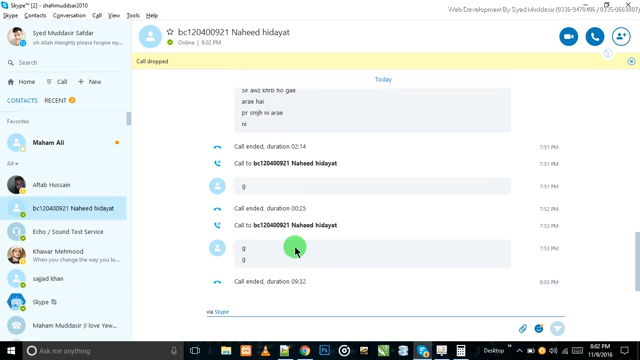 Skype™ [2] - shahmuddsar2010
Web Development By Syed Muddasir (0336-9470406 / 0335-0669807)
Skype Contacts Conversation Call View Tools Help
Syed Muddasir Safdar
oh Allah Almighty please forgive my...
Search
Home Call New
CONTACTS RECENT 2
Favorites
Maham Ali
All
Aftab Hussain
bc120400921 Naheed hidayat
Echo / Sound Test Service
Khawar Mehmood
When you change the way you lo...
sajjad khan
Skype
Maham Muddasir (I love Yew...
bc120400921 Naheed hidayat
Online | 8:02 PM
Call dropped
Today
sir awz khrb ho gae
arae hai
pr smjh ni arae
ni
Call ended, duration 02:14 7:51 PM
Call to bc120400921 Naheed hidayat 7:51 PM
g 7:51 PM
Call ended, duration 00:25 7:52 PM
Call to bc120400921 Naheed hidayat 7:53 PM
g 7:53 PM
g
Call ended, duration 09:32 8:02 PM
via Skype
Ask me anything
Desktop
8:02 PM
11/9/2016